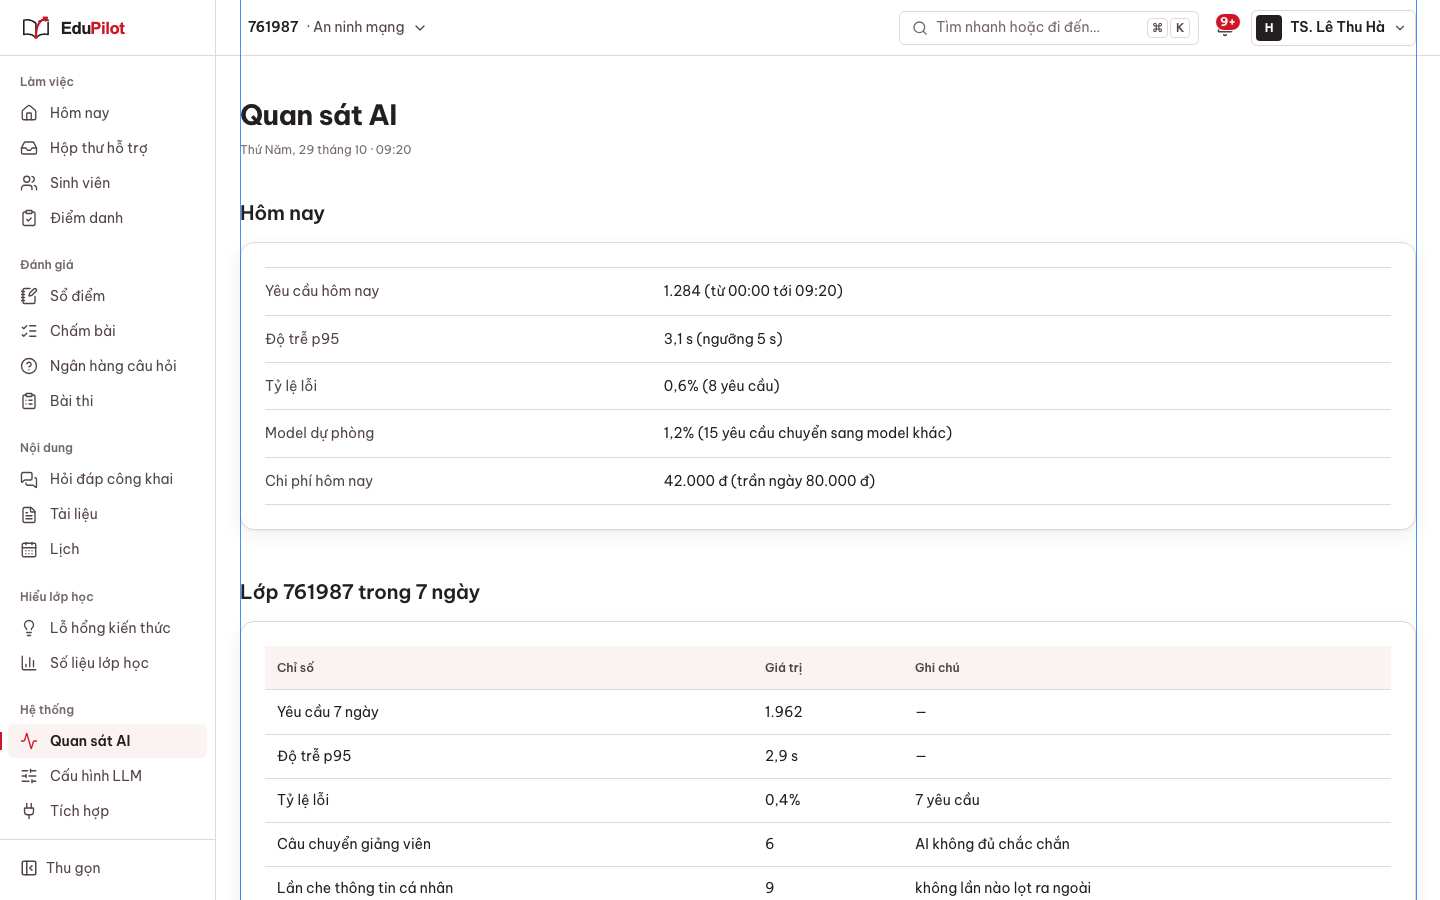 EduPilot
761987 · An ninh mạng
Tìm nhanh hoặc đi đến...
⌘ K
9+
H
TS. Lê Thu Hà
Làm việc
Hôm nay
Hộp thư hỗ trợ
Sinh viên
Điểm danh
Đánh giá
Sổ điểm
Chấm bài
Ngân hàng câu hỏi
Bài thi
Nội dung
Hỏi đáp công khai
Tài liệu
Lịch
Hiểu lớp học
Lỗ hổng kiến thức
Số liệu lớp học
Hệ thống
Quan sát AI
Cấu hình LLM
Tích hợp
Thu gọn
Quan sát AI
Thứ Năm, 29 tháng 10 · 09:20
Hôm nay
Yêu cầu hôm nay 1.284 (từ 00:00 tới 09:20)
Độ trễ p95 3,1 s (ngưỡng 5 s)
Tỷ lệ lỗi 0,6% (8 yêu cầu)
Model dự phòng 1,2% (15 yêu cầu chuyển sang model khác)
Chi phí hôm nay 42.000 đ (trần ngày 80.000 đ)
Lớp 761987 trong 7 ngày
Chỉ số Giá trị Ghi chú
Yêu cầu 7 ngày 1.962 —
Độ trễ p95 2,9 s —
Tỷ lệ lỗi 0,4% 7 yêu cầu
Câu chuyển giảng viên 6 AI không đủ chắc chắn
Lần che thông tin cá nhân 9 không lần nào lọt ra ngoài